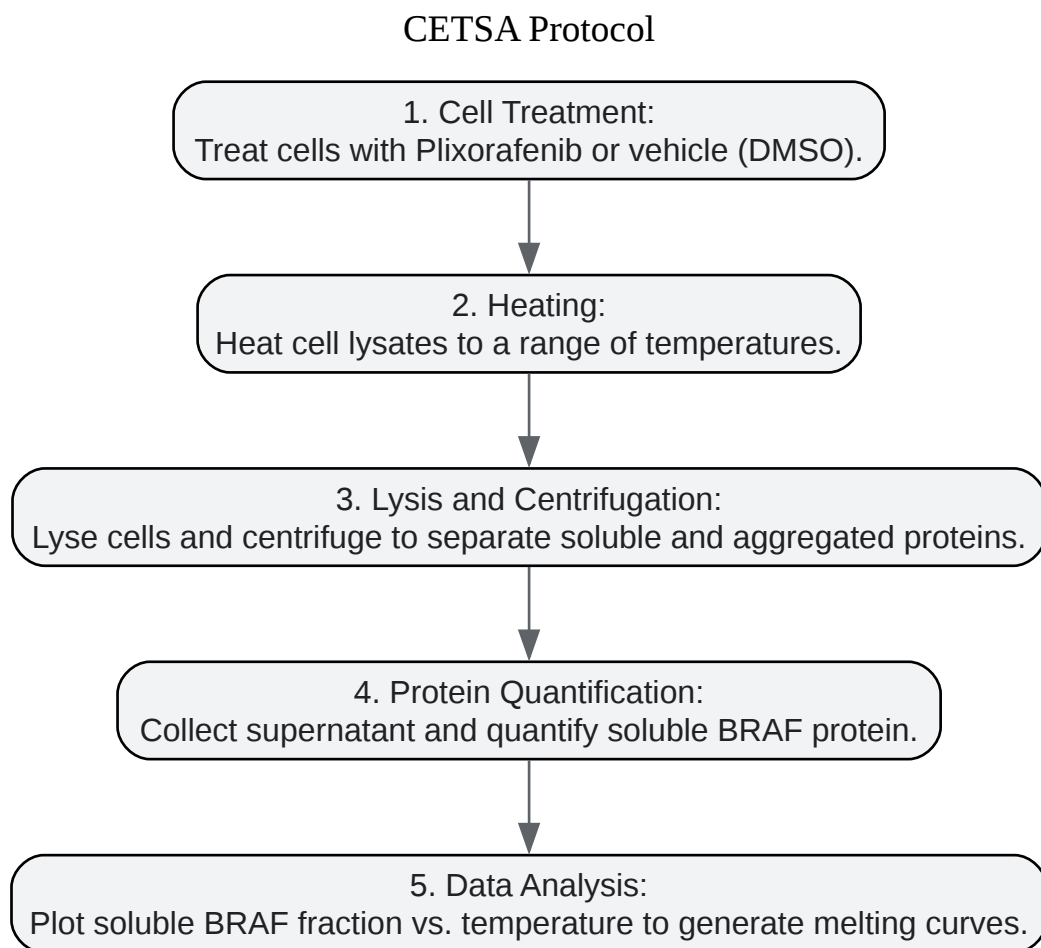 CETSA Protocol
1. Cell Treatment:
Treat cells with Plixorafenib or vehicle (DMSO).
2. Heating:
Heat cell lysates to a range of temperatures.
3. Lysis and Centrifugation:
Lyse cells and centrifuge to separate soluble and aggregated proteins.
4. Protein Quantification:
Collect supernatant and quantify soluble BRAF protein.
5. Data Analysis:
Plot soluble BRAF fraction vs. temperature to generate melting curves.